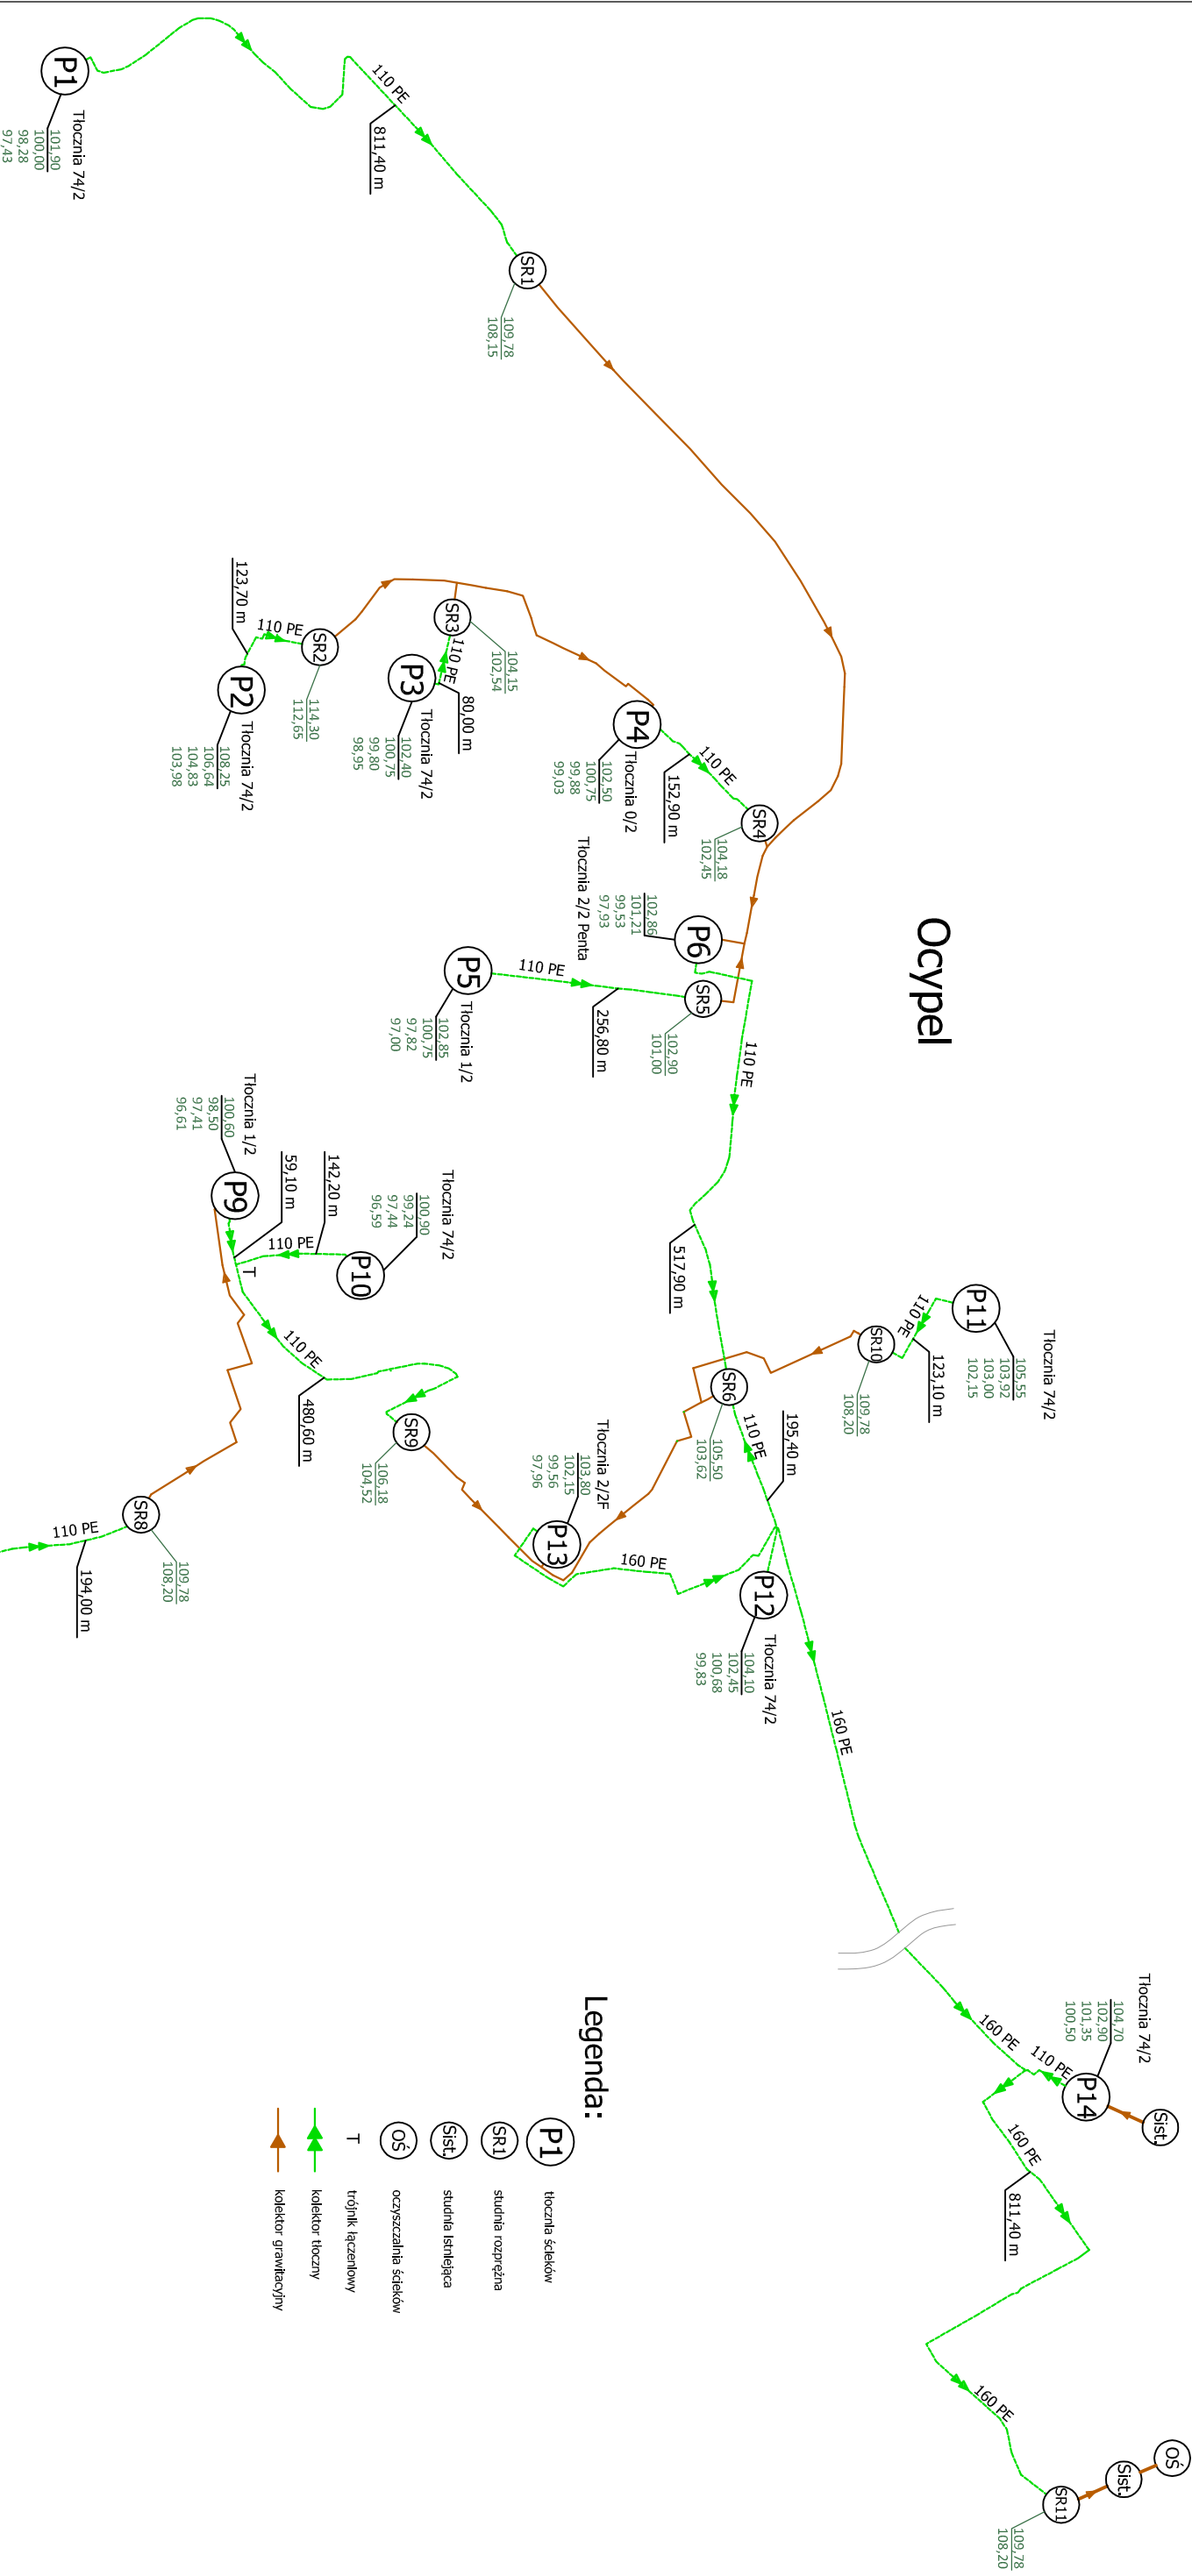 P1
Tłocznia 74/2
101,90
100,00
98,28
97,43
110 PE
811,40 m
SR1
109,78
108,15
123,70 m
110 PE
SR2
114,30
112,65
P2
Tłocznia 74/2
108,25
106,64
104,83
103,98
SR3
104,15
102,54
110 PE
80,00 m
P3
Tłocznia 74/2
102,40
100,75
99,80
98,95
P4
Tłocznia 0/2
102,50
100,75
99,88
99,03
110 PE
152,90 m
SR4
104,18
102,45
Ocypel
Tłocznia 2/2 Penta
102,86
101,21
99,53
97,93
P6
P5
Tłocznia 1/2
102,85
100,75
97,82
97,00
110 PE
256,80 m
SR5
102,90
101,00
110 PE
517,90 m
Tłocznia 1/2
100,60
98,50
97,41
96,61
P9
59,10 m
142,20 m
110 PE
T
Tłocznia 74/2
100,90
99,24
97,44
96,59
P10
110 PE
480,60 m
SR9
106,18
104,52
P11
Tłocznia 74/2
105,55
103,92
103,00
102,15
110 PE
123,10 m
SR10
109,78
108,20
SR6
105,50
103,62
110 PE
195,40 m
Tłocznia 2/2F
103,80
102,15
99,56
97,96
P13
160 PE
P12
Tłocznia 74/2
104,10
102,45
100,68
99,83
SR8
109,78
108,20
110 PE
194,00 m
160 PE
Tłocznia 74/2
104,70
102,90
101,35
100,50
160 PE
110 PE
P14
Sist.
160 PE
811,40 m
160 PE
OŚ
Sist.
SR11
109,78
108,20
Legenda:
P1 tłocznia ścieków
SR1 studnia rozprężna
Sist. studnia istniejąca
OŚ oczyszczalnia ścieków
T trójnik łączeniowy
kolektor tłoczny
kolektor grawitacyjny